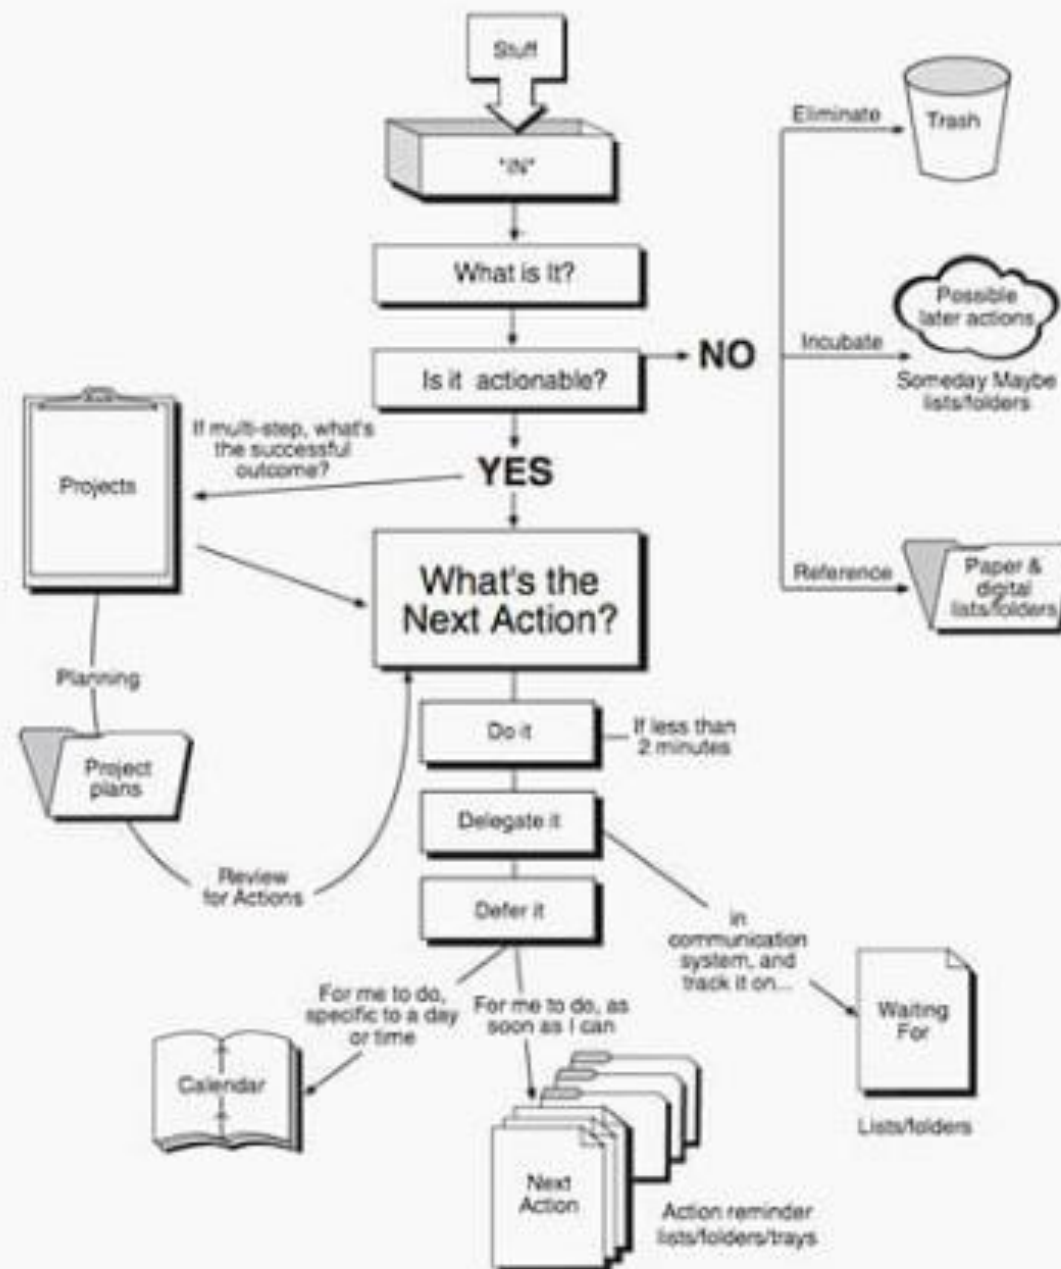 Stuff
"IN"
What is It?
Is it actionable?
NO
Eliminate
Trash
Incubate
Possible
later actions
Someday Maybe
lists/folders
Reference
Paper &
digital
lists/folders
YES
If multi-step, what's
the successful
outcome?
Projects
What's the
Next Action?
Planning
Project
plans
Review
for Actions
Do it
If less than
2 minutes
Delegate it
Defer it
in
communication
system, and
track it on...
Waiting
For
Lists/folders
For me to do,
specific to a day
or time
Calendar
For me to do, as
soon as I can
Next
Action
Action reminder
lists/folders/trays